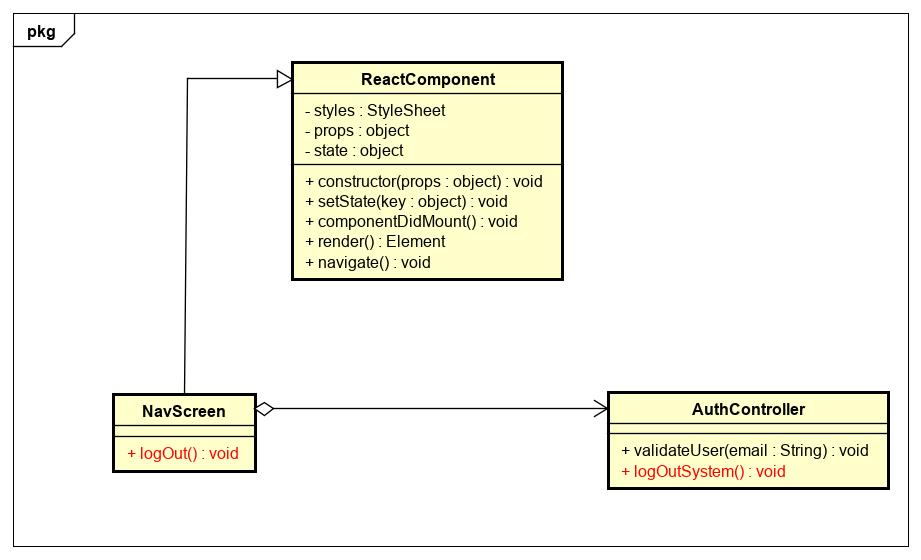 pkg
ReactComponent
- styles : StyleSheet
- props : object
- state : object
+ constructor(props : object) : void
+ setState(key : object) : void
+ componentDidMount() : void
+ render() : Element
+ navigate() : void
NavScreen
+ logOut() : void
AuthController
+ validateUser(email : String) : void
+ logOutSystem() : void